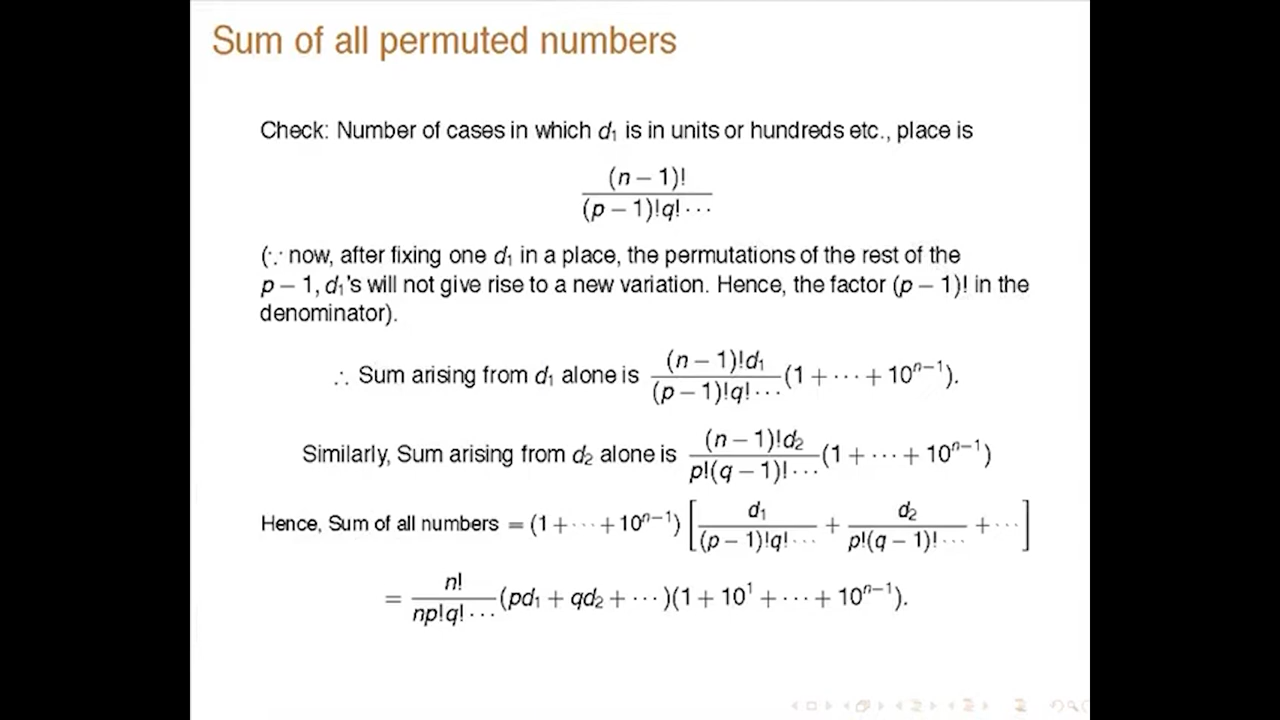 Sum of all permuted numbers
Check: Number of cases in which d₁ is in units or hundreds etc., place is
(n − 1)!
(p − 1)!q! ⋯
(∵ now, after fixing one d₁ in a place, the permutations of the rest of the
p − 1, d₁'s will not give rise to a new variation. Hence, the factor (p − 1)! in the
denominator).
∴ Sum arising from d₁ alone is (n − 1)!d₁ / (p − 1)!q! ⋯ (1 + ⋯ + 10ⁿ⁻¹).
Similarly, Sum arising from d₂ alone is (n − 1)!d₂ / p!(q − 1)! ⋯ (1 + ⋯ + 10ⁿ⁻¹)
Hence, Sum of all numbers = (1 + ⋯ + 10ⁿ⁻¹) [ d₁ / (p − 1)!q! ⋯ + d₂ / p!(q − 1)! ⋯ + ⋯ ]
= n! / np!q! ⋯ (pd₁ + qd₂ + ⋯ )(1 + 10¹ + ⋯ + 10ⁿ⁻¹).